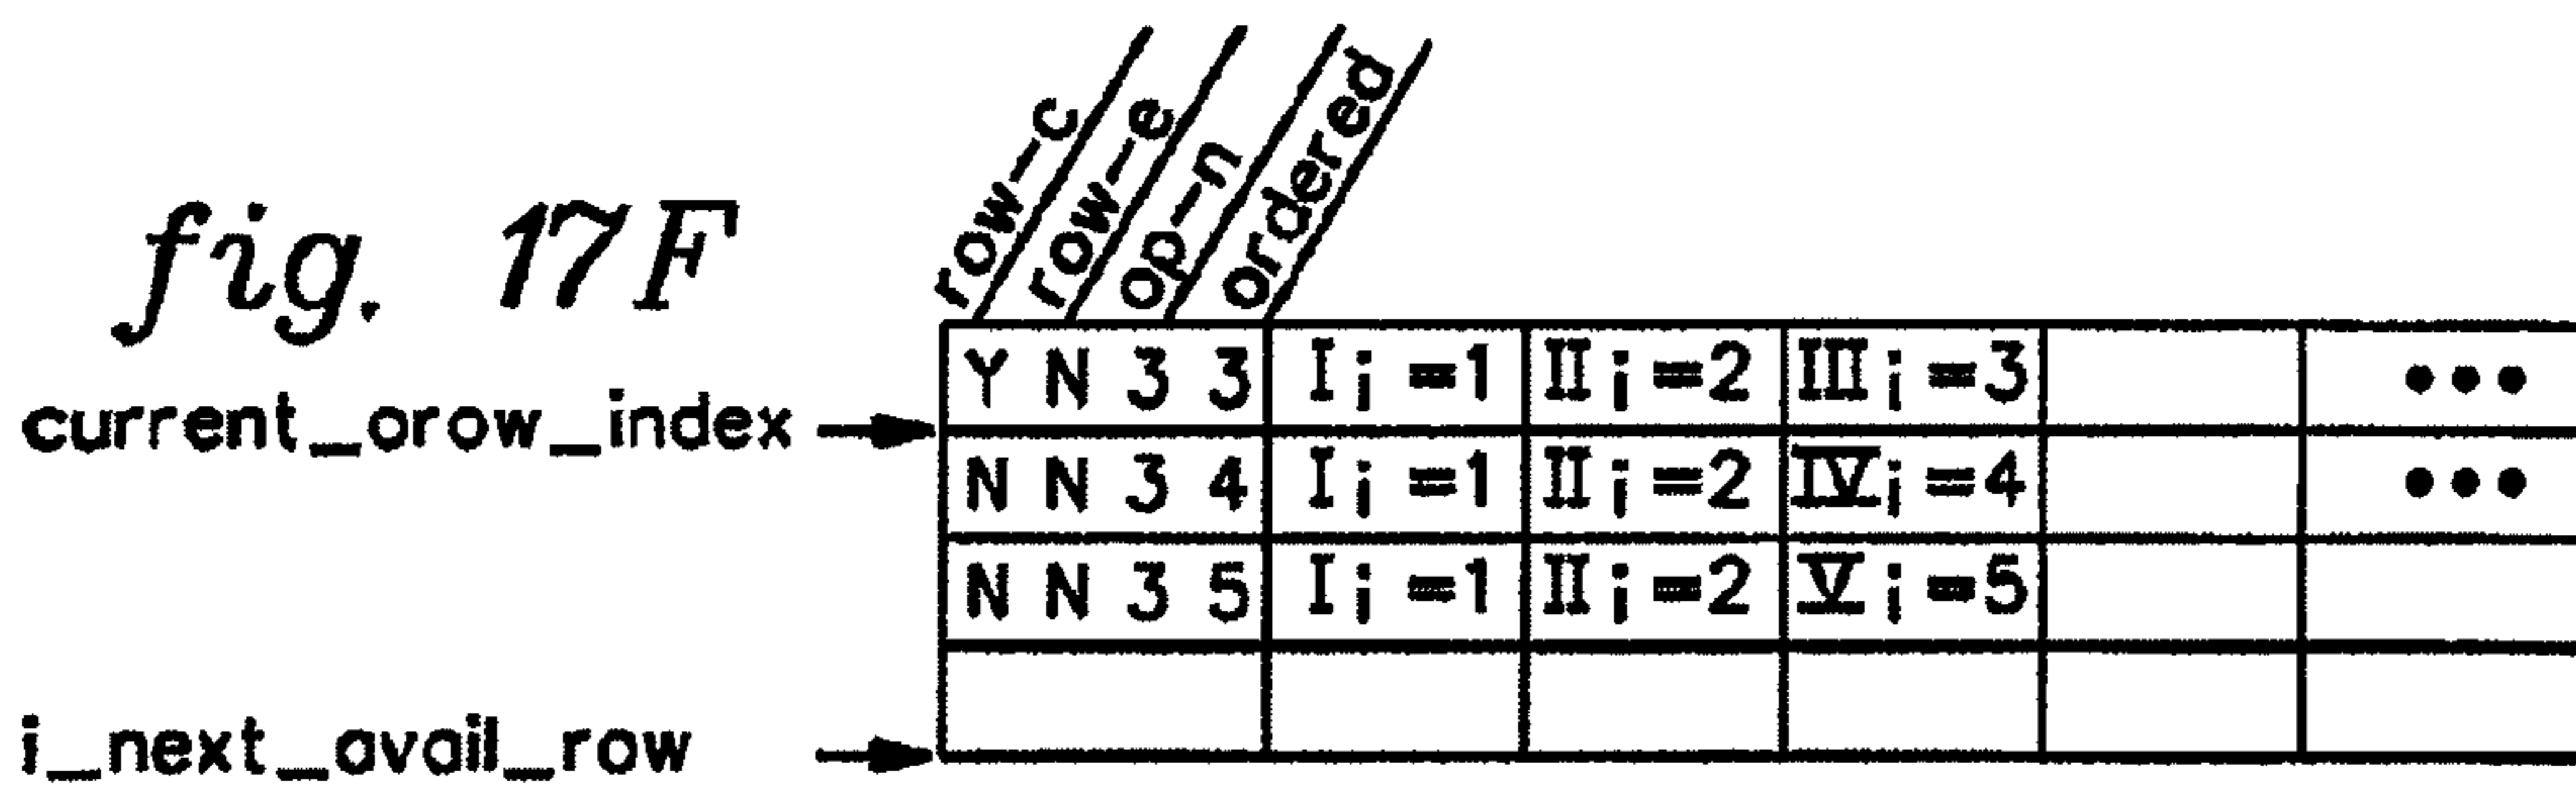 row-c row-e op-n ordered
fig. 17F
Y N 3 3 I i =1 II i =2 III i =3 •••
current_orow_index
N N 3 4 I i =1 II i =2 IV i =4 •••
N N 3 5 I i =1 II i =2 V i =5
i_next_avail_row